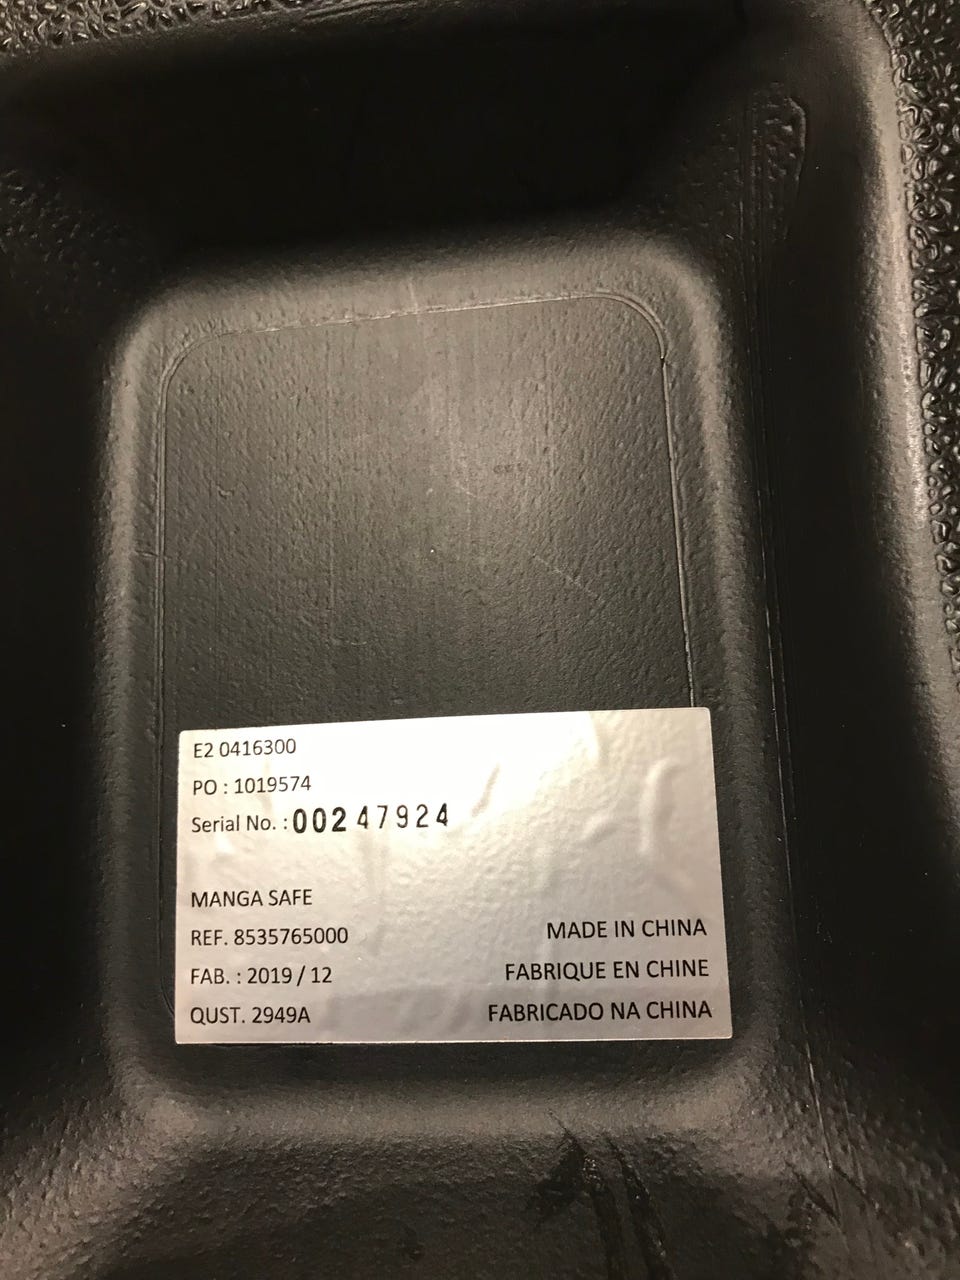 E2 0416300
PO : 1019574
Serial No. : 00247924
MANGA SAFE
REF. 8535765000
MADE IN CHINA
FAB. : 2019 / 12
FABRIQUE EN CHINE
QUST. 2949A
FABRICADO NA CHINA